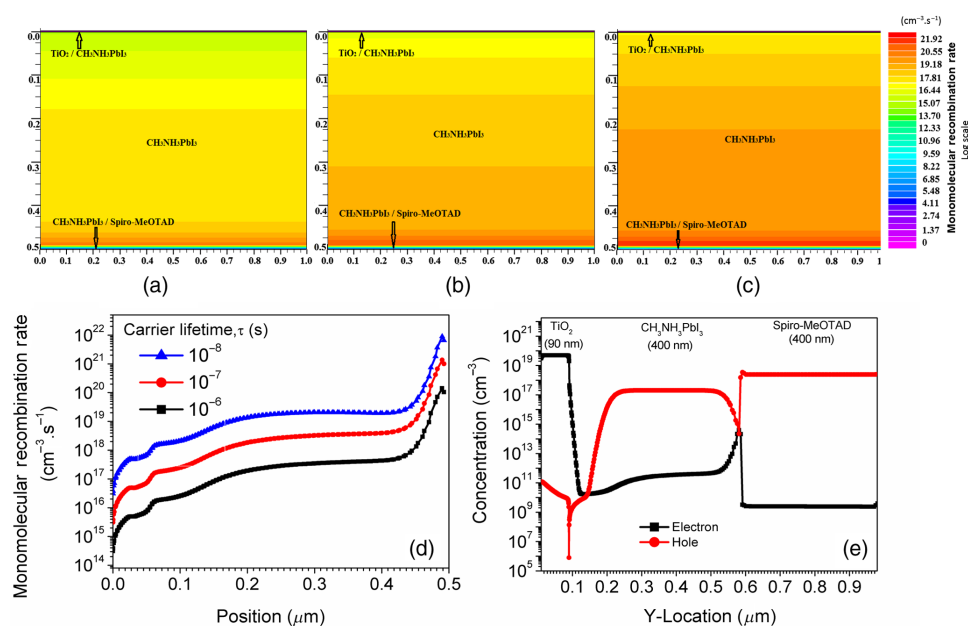 (cm⁻³.s⁻¹)
0.0
TiO₂ / CH₃NH₃PbI₃
0.1
0.2
CH₃NH₃PbI₃
0.3
0.4
CH₃NH₃PbI₃ / Spiro-MeOTAD
0.5
0.0 0.1 0.2 0.3 0.4 0.5 0.6 0.7 0.8 0.9 1.0
(a)
0.0
TiO₂ / CH₃NH₃PbI₃
0.1
0.2
CH₃NH₃PbI₃
0.3
0.4
CH₃NH₃PbI₃ / Spiro-MeOTAD
0.5
0.0 0.1 0.2 0.3 0.4 0.5 0.6 0.7 0.8 0.9 1.0
(b)
0.0
TiO₂ / CH₃NH₃PbI₃
0.1
0.2
CH₃NH₃PbI₃
0.3
0.4
CH₃NH₃PbI₃ / Spiro-MeOTAD
0.5
0.0 0.1 0.2 0.3 0.4 0.5 0.6 0.7 0.8 0.9 1
(c)
21.92
20.55
19.18
17.81
16.44
15.07
13.70
12.33
10.96
9.59
8.22
6.85
5.48
4.11
2.74
1.37
0
Monomolecular recombination rate
Log scale
Monomolecular recombination rate
(cm⁻³.s⁻¹)
10²²
10²¹
10²⁰
10¹⁹
10¹⁸
10¹⁷
10¹⁶
10¹⁵
10¹⁴
Carrier lifetime,τ (s)
10⁻⁸
10⁻⁷
10⁻⁶
(d)
0.0 0.1 0.2 0.3 0.4 0.5
Position (μm)
Concentration (cm⁻³)
10²³
10²¹
10¹⁹
10¹⁷
10¹⁵
10¹³
10¹¹
10⁹
10⁷
10⁵
TiO₂
(90 nm)
CH₃NH₃PbI₃
(400 nm)
Spiro-MeOTAD
(400 nm)
Electron
Hole
(e)
0.1 0.2 0.3 0.4 0.5 0.6 0.7 0.8 0.9
Y-Location (μm)